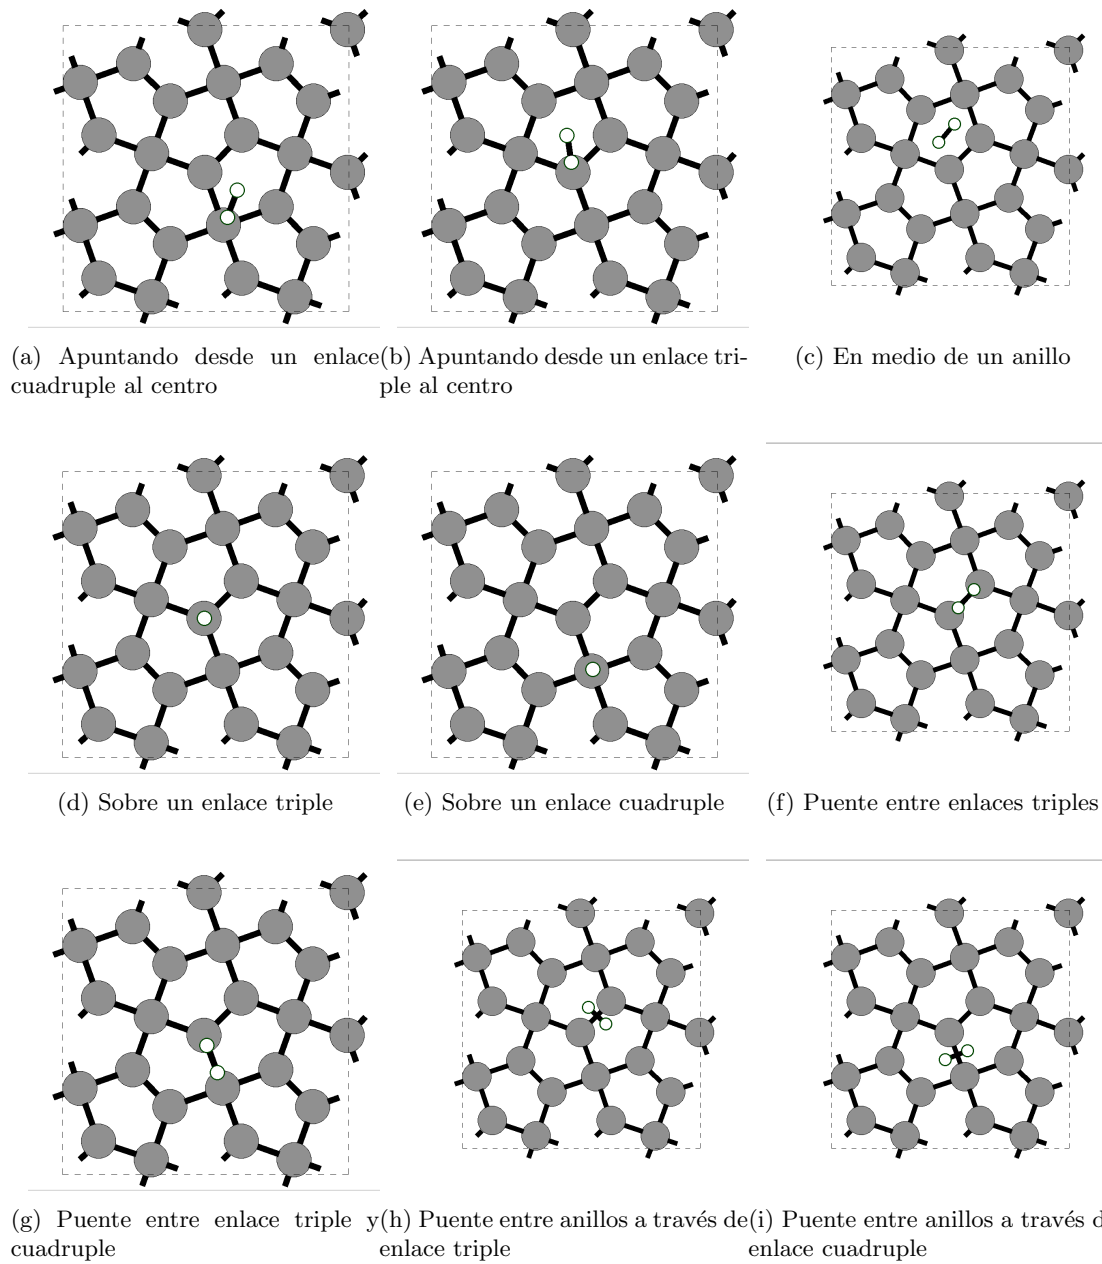 (a) Apuntando desde un enlace cuadruple al centro
(b) Apuntando desde un enlace tri-
ple al centro
(c) En medio de un anillo
(d) Sobre un enlace triple
(e) Sobre un enlace cuadruple
(f) Puente entre enlaces triples
(g) Puente entre enlace triple y
cuadruple
(h) Puente entre anillos a través de
enlace triple
(i) Puente entre anillos a través d
enlace cuadruple